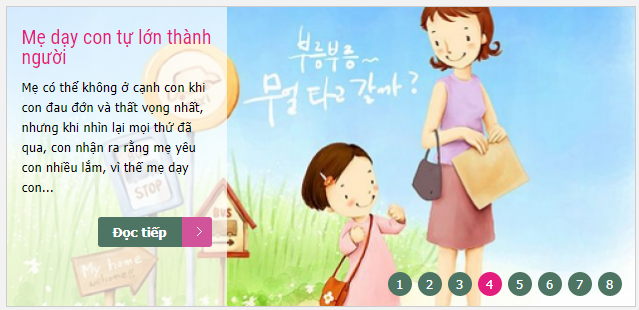 Mẹ dạy con tự lớn thành
người
Mẹ có thể không ở cạnh con khi
con đau đớn và thất vọng nhất,
nhưng khi nhìn lại mọi thứ đã
qua, con nhận ra rằng mẹ yêu
con nhiều lắm, vì thế mẹ dạy
con...
Đọc tiếp
부릉부릉~
무얼 타고 갈까?
BUS
STOP
BUS
My home
welcome!!
1 2 3 4 5 6 7 8